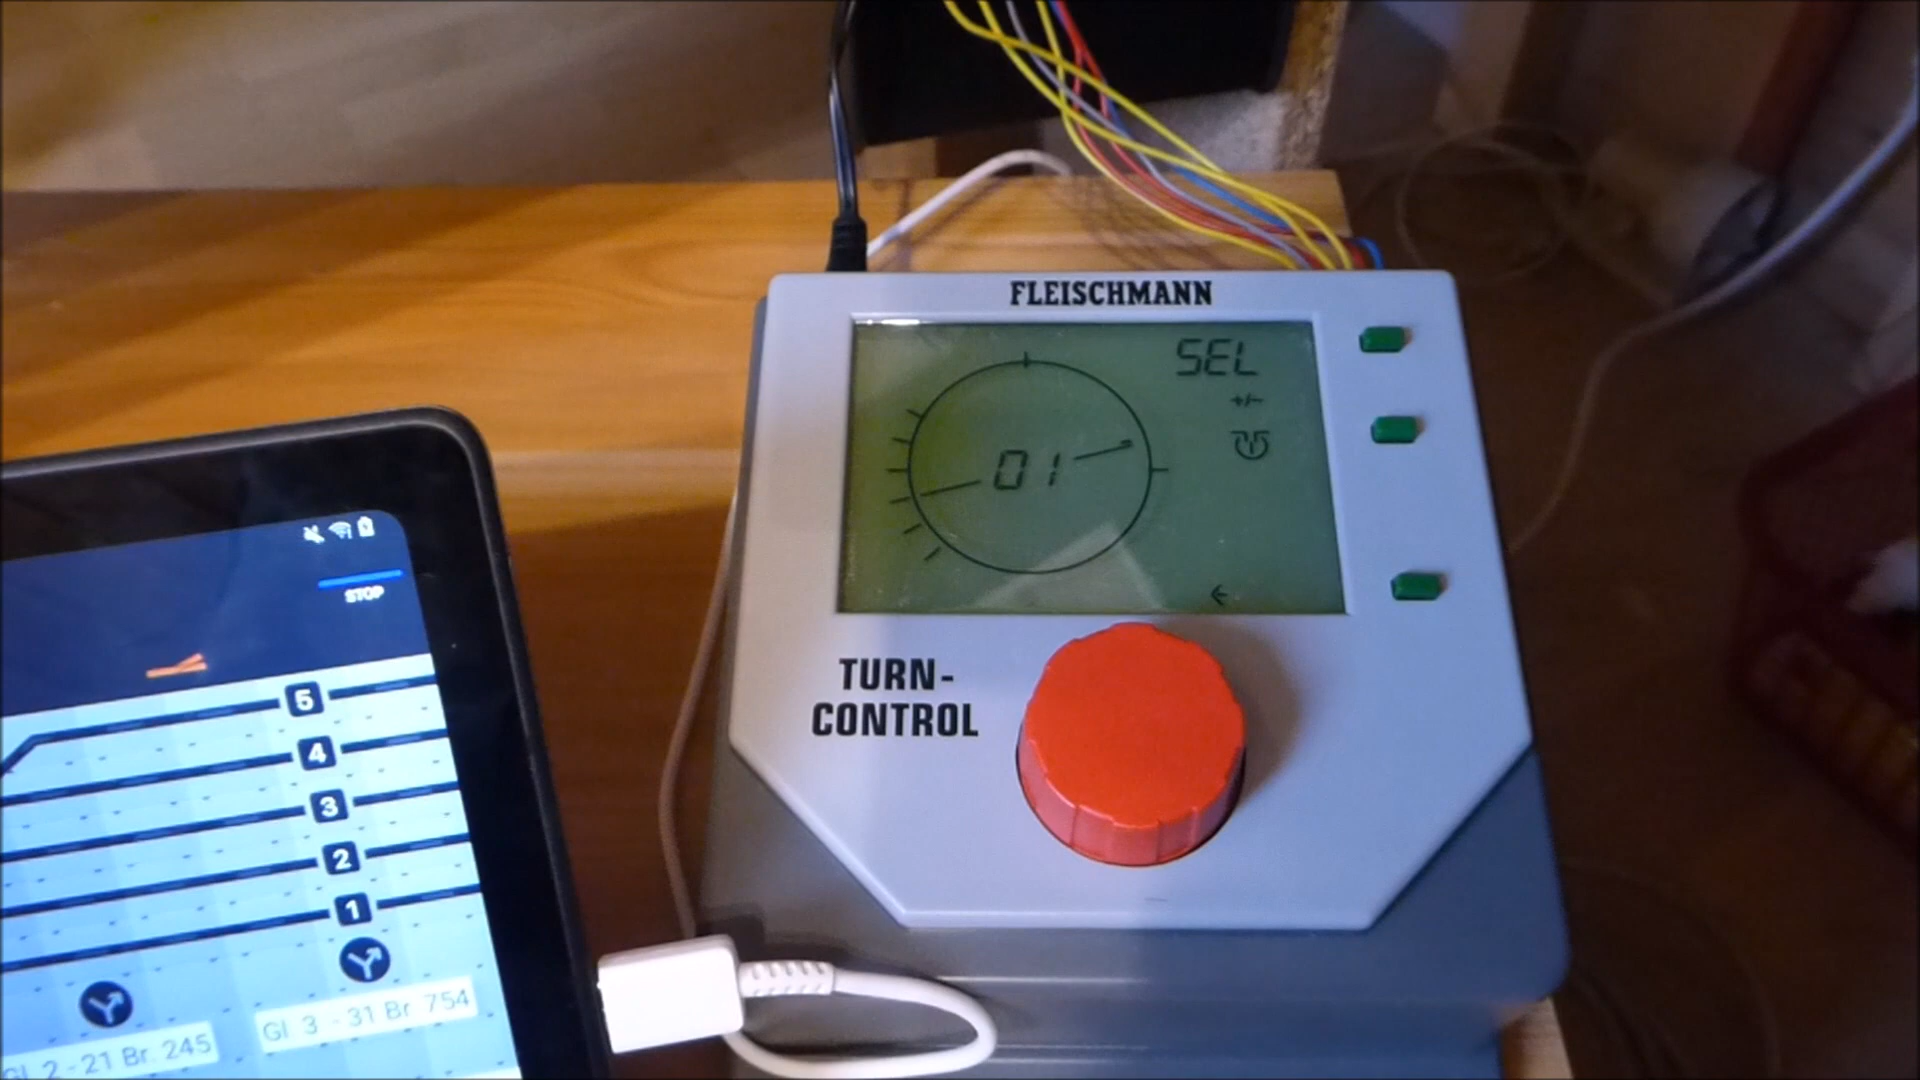 FLEISCHMANN
SEL
+/-
01
TURN-
CONTROL
STOP
5
4
3
2
1
Gl 3 - 31 Br 754
Gl 2 - 21 Br. 245